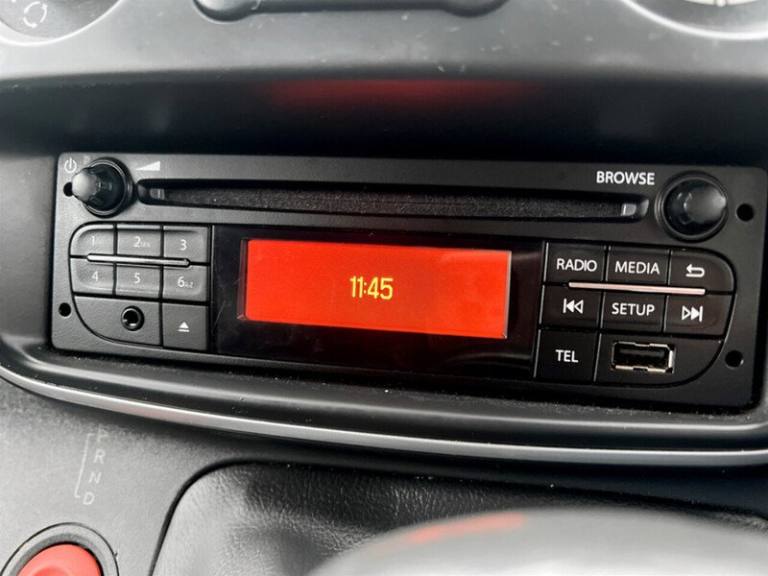 BROWSE
1 2 3
4 5 6
11:45
RADIO MEDIA
SETUP
TEL
P
R
N
D